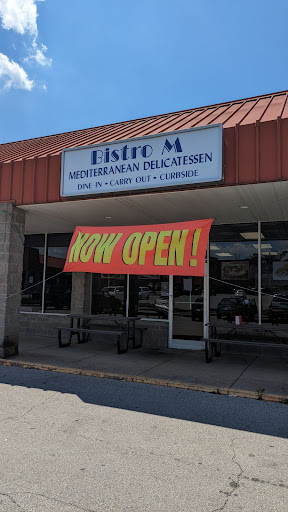 Bistro M
MEDITERRANEAN DELICATESSEN
DINE IN • CARRY OUT • CURBSIDE
NOW OPEN!